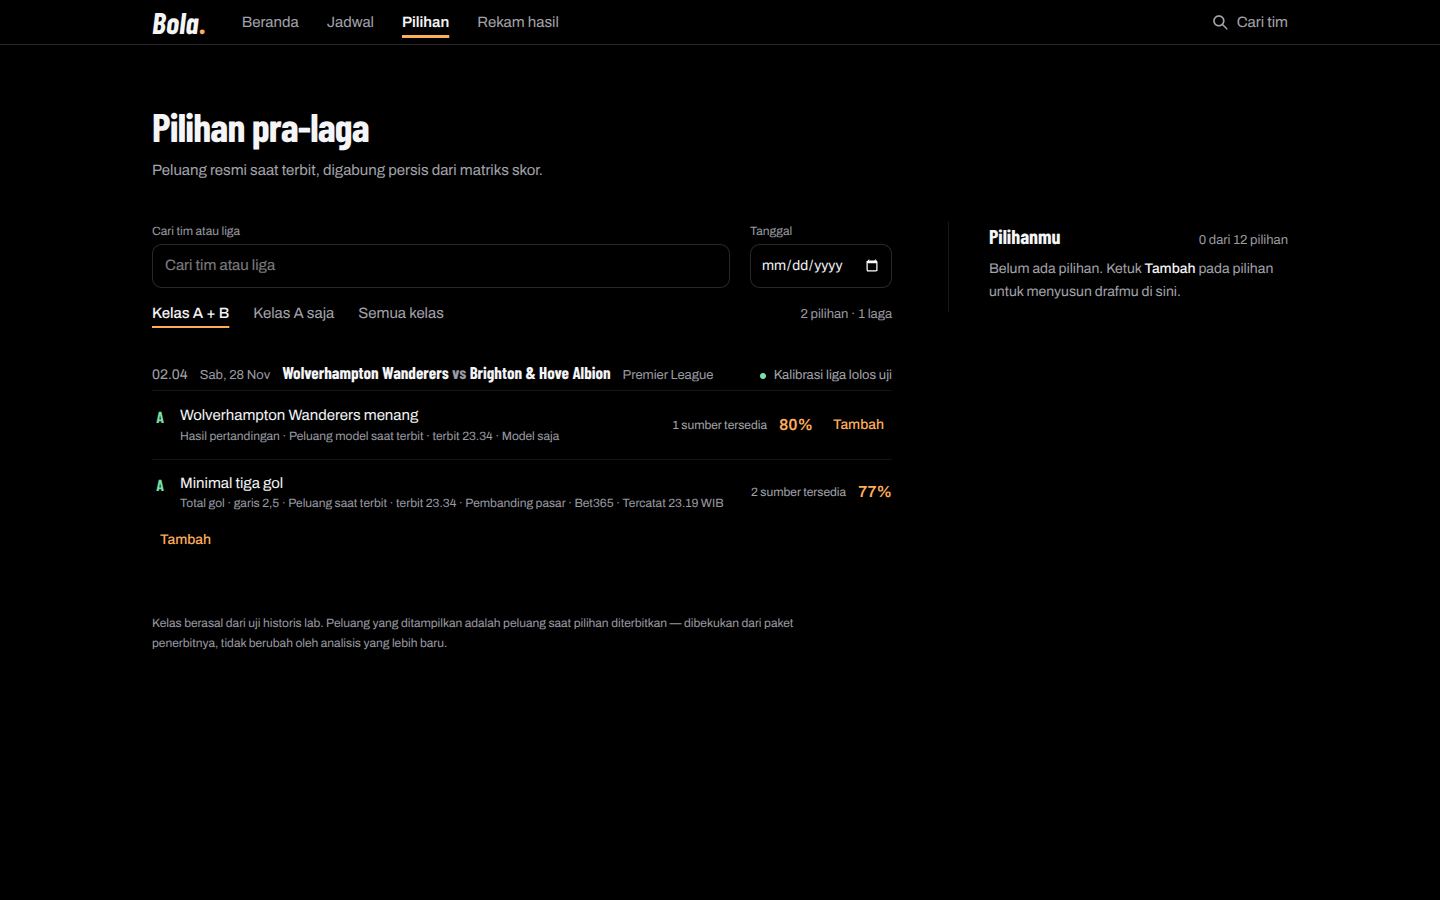 Bola. Beranda Jadwal Pilihan Rekam hasil Cari tim
Pilihan pra-laga
Peluang resmi saat terbit, digabung persis dari matriks skor.
Cari tim atau liga
Cari tim atau liga
Tanggal
mm/dd/yyyy
Kelas A + B Kelas A saja Semua kelas 2 pilihan · 1 laga
02.04 Sab, 28 Nov Wolverhampton Wanderers vs Brighton & Hove Albion Premier League Kalibrasi liga lolos uji
A Wolverhampton Wanderers menang
Hasil pertandingan · Peluang model saat terbit · terbit 23.34 · Model saja
1 sumber tersedia 80% Tambah
A Minimal tiga gol
Total gol · garis 2,5 · Peluang saat terbit · terbit 23.34 · Pembanding pasar · Bet365 · Tercatat 23.19 WIB
2 sumber tersedia 77%
Tambah
Kelas berasal dari uji historis lab. Peluang yang ditampilkan adalah peluang saat pilihan diterbitkan — dibekukan dari paket
penerbitnya, tidak berubah oleh analisis yang lebih baru.
Pilihanmu 0 dari 12 pilihan
Belum ada pilihan. Ketuk Tambah pada pilihan
untuk menyusun drafmu di sini.